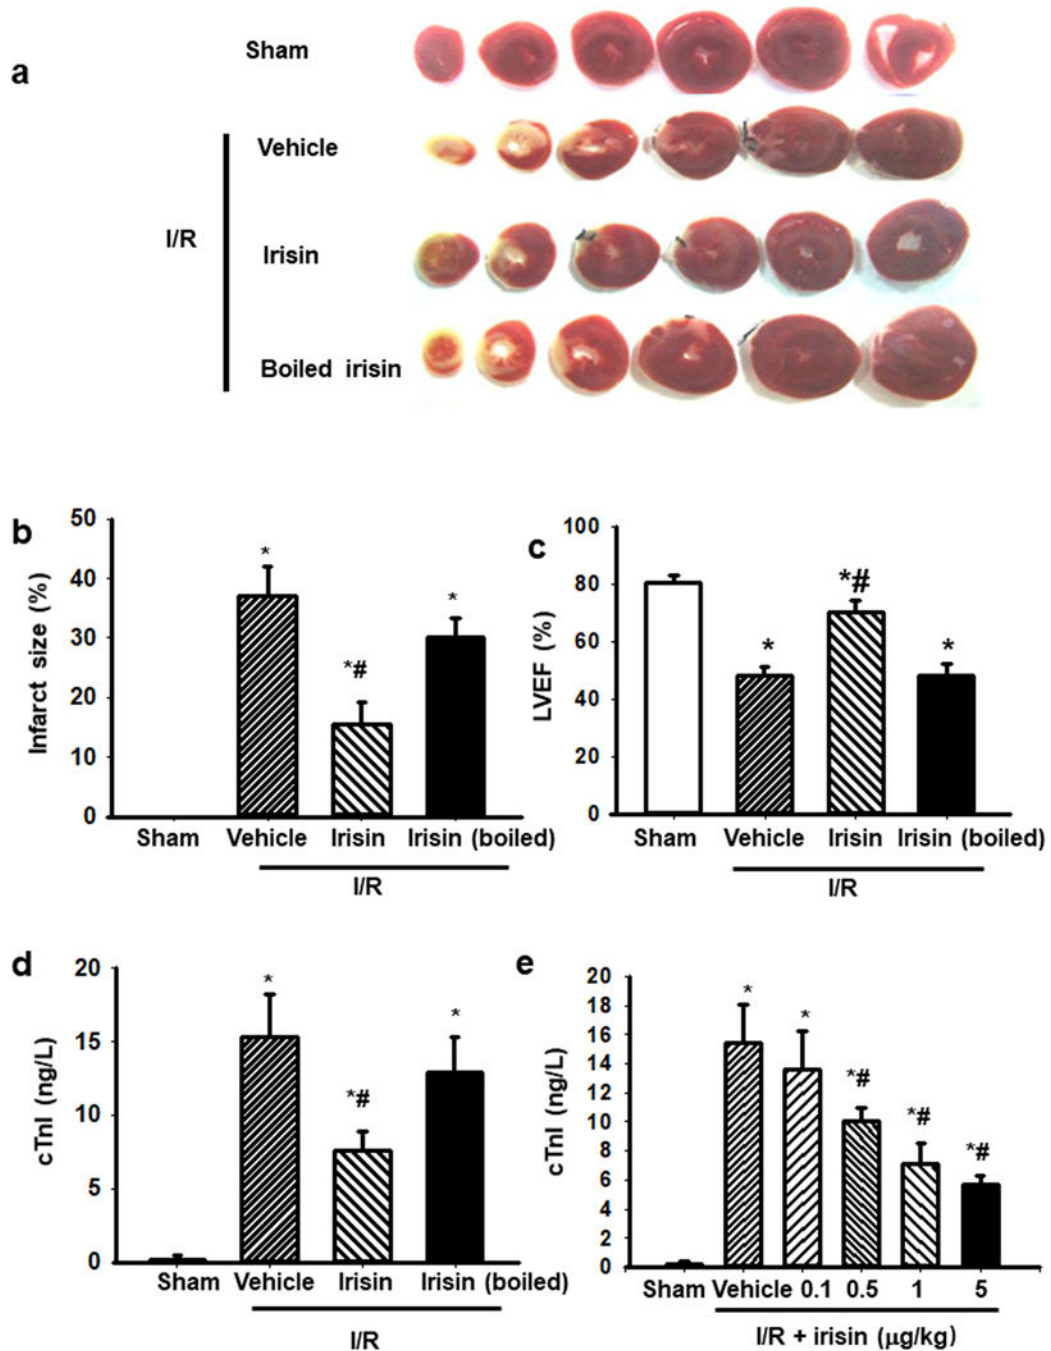 a
Sham
I/R
Vehicle
Irisin
Boiled irisin
b
Infarct size (%)
50
40
30
20
10
0
*
*#
*
Sham Vehicle Irisin Irisin (boiled)
I/R
c
LVEF (%)
100
80
60
40
20
0
*
*#
*
Sham Vehicle Irisin Irisin (boiled)
I/R
d
cTnI (ng/L)
20
15
10
5
0
*
*#
*
Sham Vehicle Irisin Irisin (boiled)
I/R
e
cTnI (ng/L)
20
18
16
14
12
10
8
6
4
2
0
*
*
*#
*#
*#
Sham Vehicle 0.1 0.5 1 5
I/R + irisin (μg/kg)